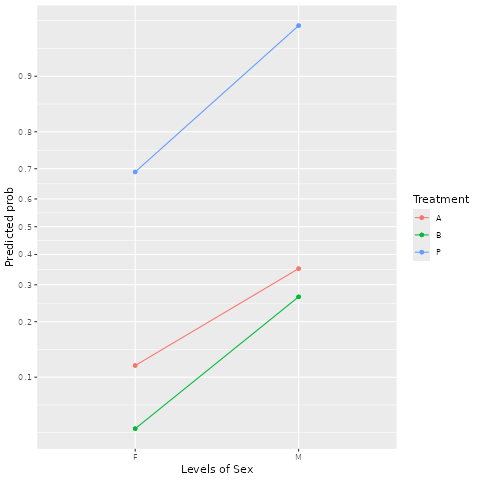 Predicted prob
0.9
0.8
0.7
0.6
0.5
0.4
0.3
0.2
0.1
F
M
Levels of Sex
Treatment
A
B
P